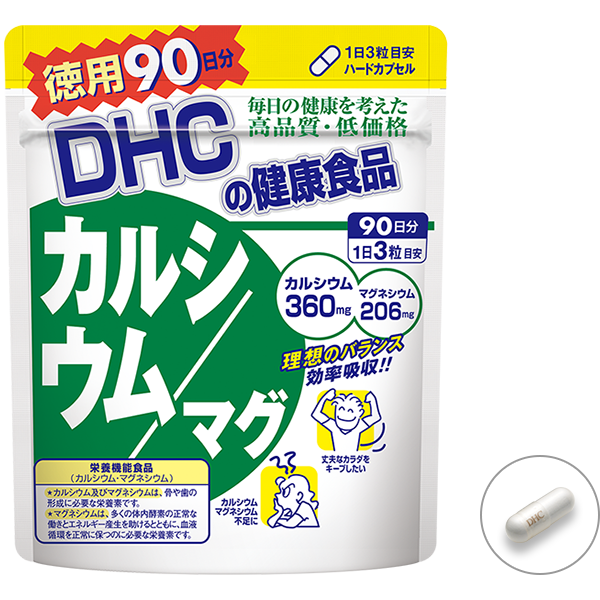 徳用90日分
1日3粒目安
ハードカプセル
毎日の健康を考えた
高品質・低価格
DHC
の健康食品
90日分
1日3粒目安
カルシウム
360mg
マグネシウム
206mg
カルシ
ウム/マグ
理想のバランス
効率吸収!!
丈夫なカラダを
キープしたい
カルシウム
マグネシウム
不足に
栄養機能食品
(カルシウム・マグネシウム)
★カルシウム及びマグネシウムは、骨や歯の
形成に必要な栄養素です。
★マグネシウムは、多くの体内酵素の正常な
働きとエネルギー産生を助けるとともに、血液
循環を正常に保つのに必要な栄養素です。
DHC